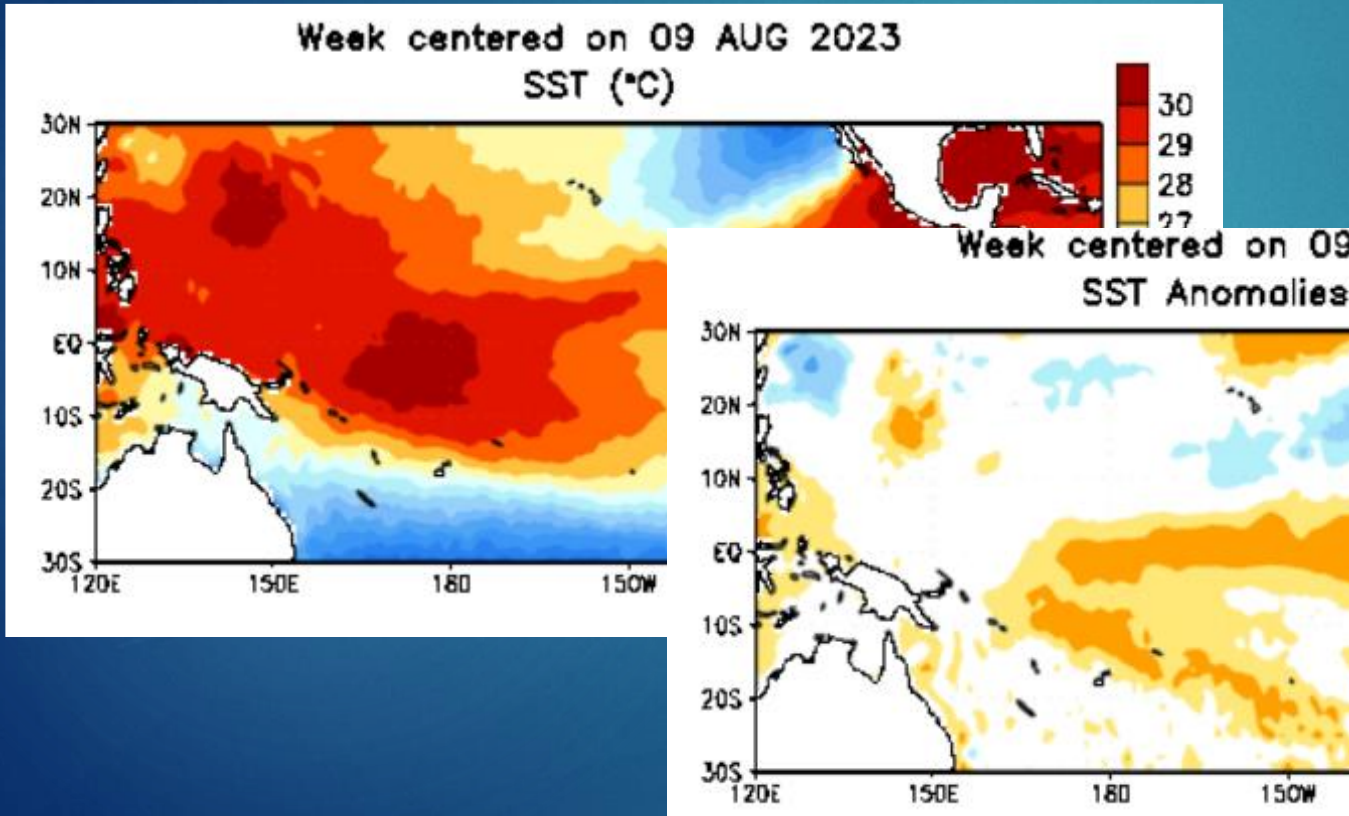 Week centered on 09 AUG 2023
SST (°C)
30N
20N
10N
EQ
10S
20S
30S
120E
150E
180
150W
30
29
28
27
Week centered on 09
SST Anomalies
30N
20N
10N
EQ
10S
20S
30S
120E
150E
180
150W